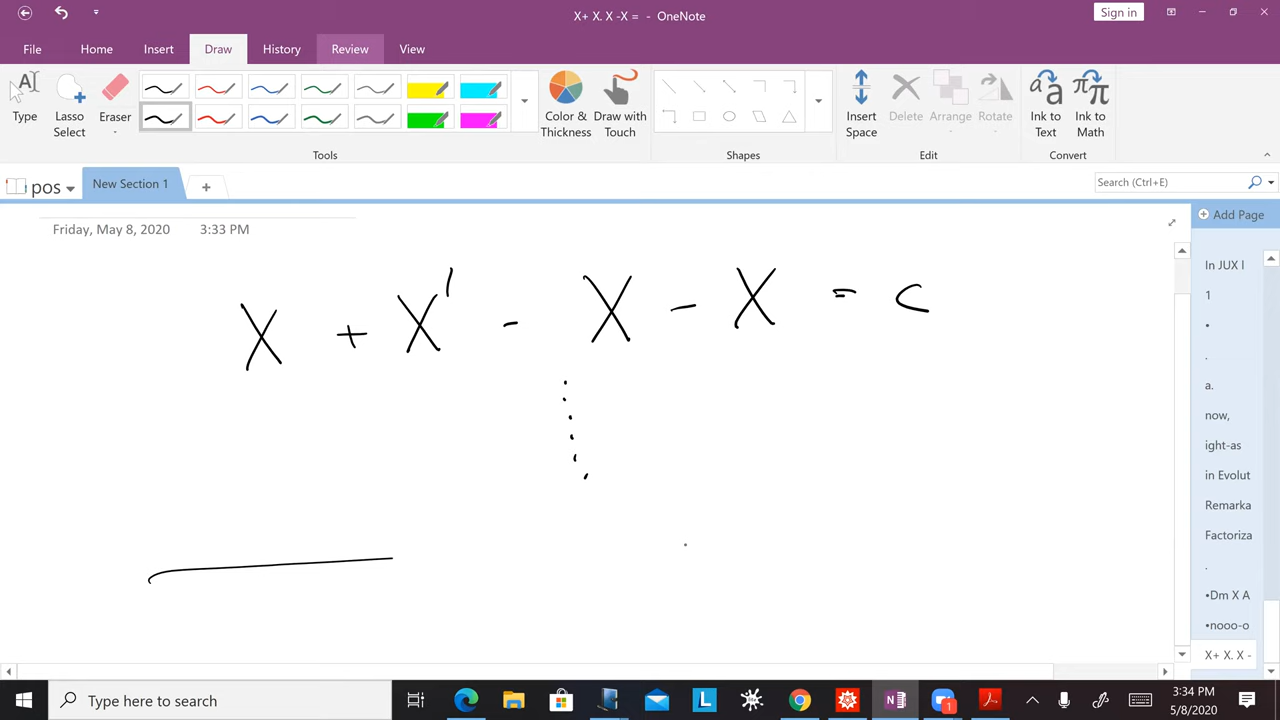 X+ X. X -X = - OneNote
Sign in
File Home Insert Draw History Review View
Type
Lasso Select
Eraser
Color & Thickness
Draw with Touch
Insert Space
Delete
Arrange
Rotate
Ink to Text
Ink to Math
Tools
Shapes
Edit
Convert
pos
New Section 1
Search (Ctrl+E)
Friday, May 8, 2020 3:33 PM
Add Page
X + X' - X - X = c
In JUX I
1
•
.
a.
now,
ight-as
in Evolut
Remarka
Factoriza
.
•Dm X A
•nooo-o
X+ X. X -
Type here to search
3:34 PM
5/8/2020